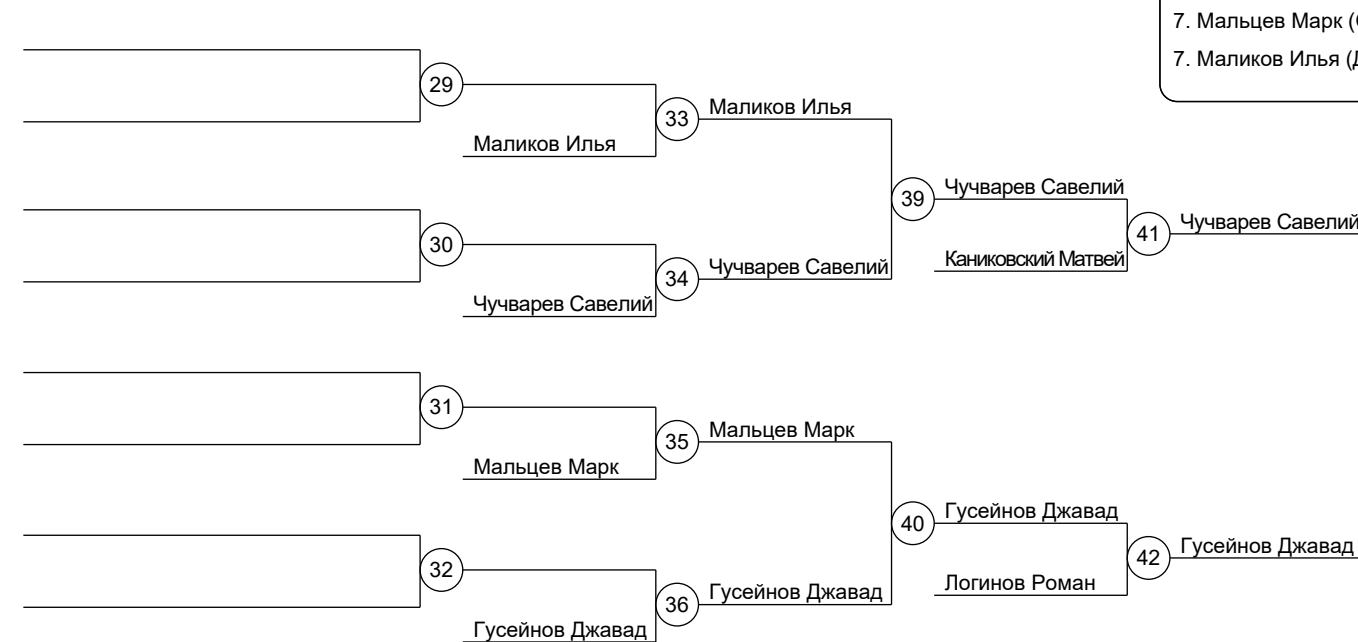 7. Мальцев Марк (
7. Маликов Илья (
29
Маликов Илья
33
Маликов Илья
30
Чучварев Савелий
34
Чучварев Савелий
39
Чучварев Савелий
Каниковский Матвей
41
Чучварев Савелий
31
Мальцев Марк
35
Мальцев Марк
32
Гусейнов Джавад
36
Гусейнов Джавад
40
Гусейнов Джавад
Логинов Роман
42
Гусейнов Джавад